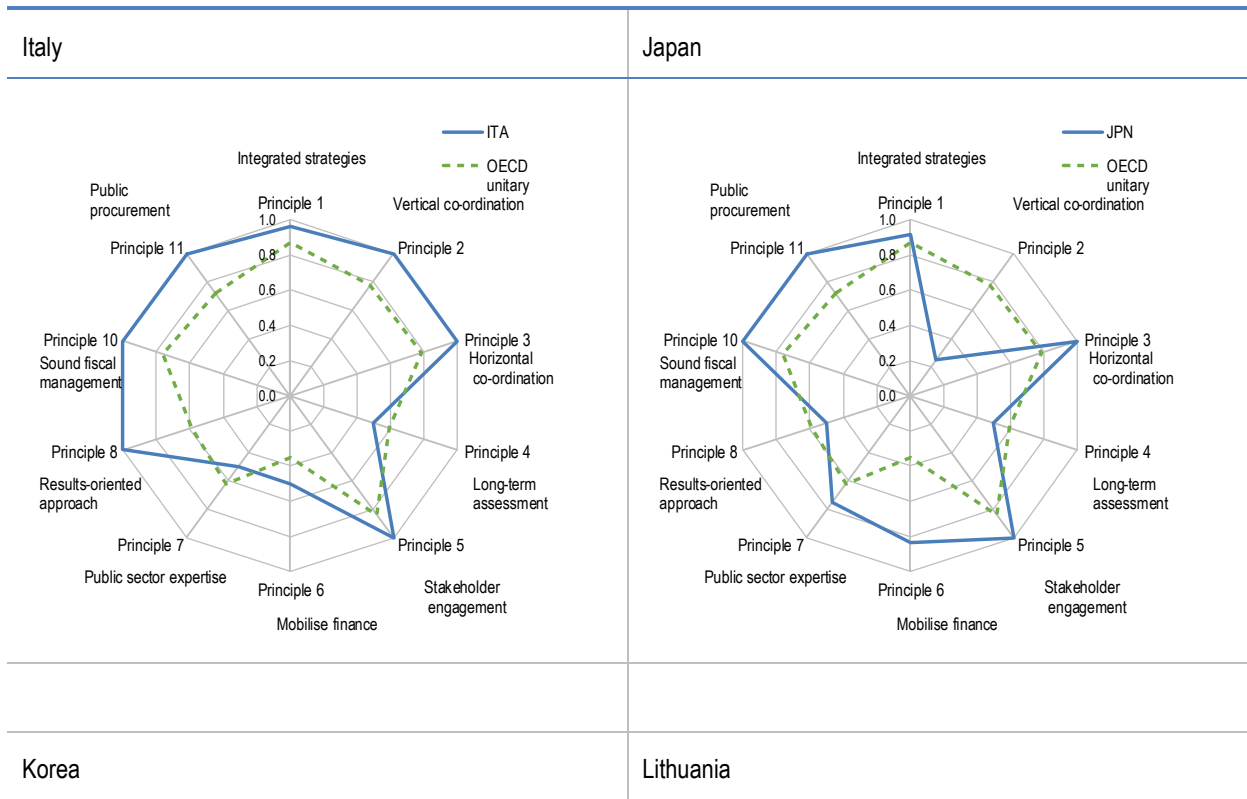 Italy
ITA
OECD
unitary
Integrated strategies
Public
procurement
Principle 1
Vertical co-ordination
1.0
Principle 11
Principle 2
0.8
0.6
Principle 10
Principle 3
Sound fiscal
management
0.4
Horizontal
co-ordination
0.2
0.0
Principle 8
Principle 4
Results-oriented
approach
Long-term
assessment
Principle 7
Principle 5
Public sector expertise
Principle 6
Stakeholder
engagement
Mobilise finance
Japan
JPN
OECD
unitary
Integrated strategies
Public
procurement
Principle 1
Vertical co-ordination
1.0
Principle 11
Principle 2
0.8
0.6
Principle 10
Principle 3
Sound fiscal
management
0.4
Horizontal
co-ordination
0.2
0.0
Principle 8
Principle 4
Results-oriented
approach
Long-term
assessment
Principle 7
Principle 5
Public sector expertise
Principle 6
Stakeholder
engagement
Mobilise finance
Korea
Lithuania